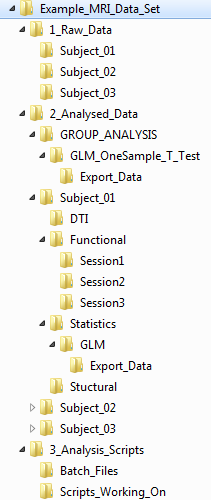 Example_MRI_Data_Set
1_Raw_Data
Subject_01
Subject_02
Subject_03
2_Analysed_Data
GROUP_ANALYSIS
GLM_OneSample_T_Test
Export_Data
Subject_01
DTI
Functional
Session1
Session2
Session3
Statistics
GLM
Export_Data
Stuctural
Subject_02
Subject_03
3_Analysis_Scripts
Batch_Files
Scripts_Working_On